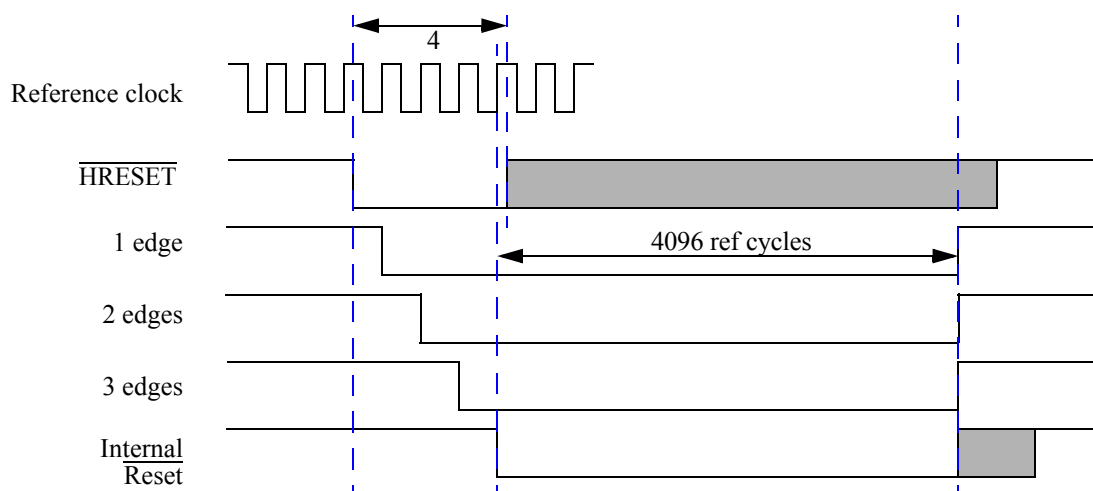 4
Reference clock
HRESET
1 edge
4096 ref cycles
2 edges
3 edges
Internal
Reset